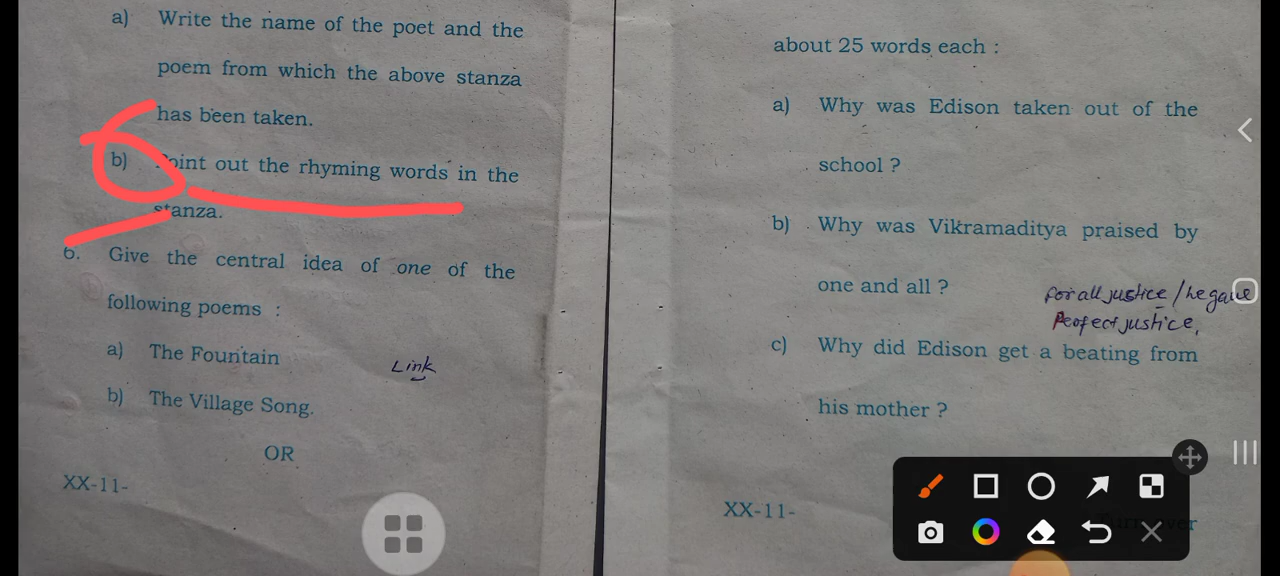 a) Write the name of the poet and the
poem from which the above stanza
has been taken.
b) Point out the rhyming words in the
stanza.
6. Give the central idea of one of the
following poems :
a) The Fountain
Link
b) The Village Song.
OR
XX-11-
about 25 words each :
a) Why was Edison taken out of the
school ?
b) Why was Vikramaditya praised by
one and all ?
for all justice / he gave
Perfect justice,
c) Why did Edison get a beating from
his mother ?
XX-11-